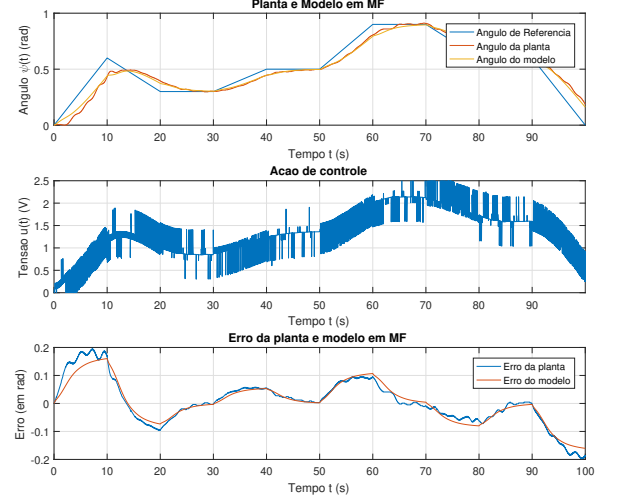 Planta e Modelo em MF
Angulo ψ(t) (rad)
1
0.5
0
Angulo de Referencia
Angulo da planta
Angulo do modelo
0 10 20 30 40 50 60 70 80 90
Tempo t (s)
Acao de controle
Tensao u(t) (V)
2.5
2
1.5
1
0.5
0
0 10 20 30 40 50 60 70 80 90 100
Tempo t (s)
Erro da planta e modelo em MF
Erro (em rad)
0.2
0.1
0
-0.1
-0.2
Erro da planta
Erro do modelo
0 10 20 30 40 50 60 70 80 90 100
Tempo t (s)